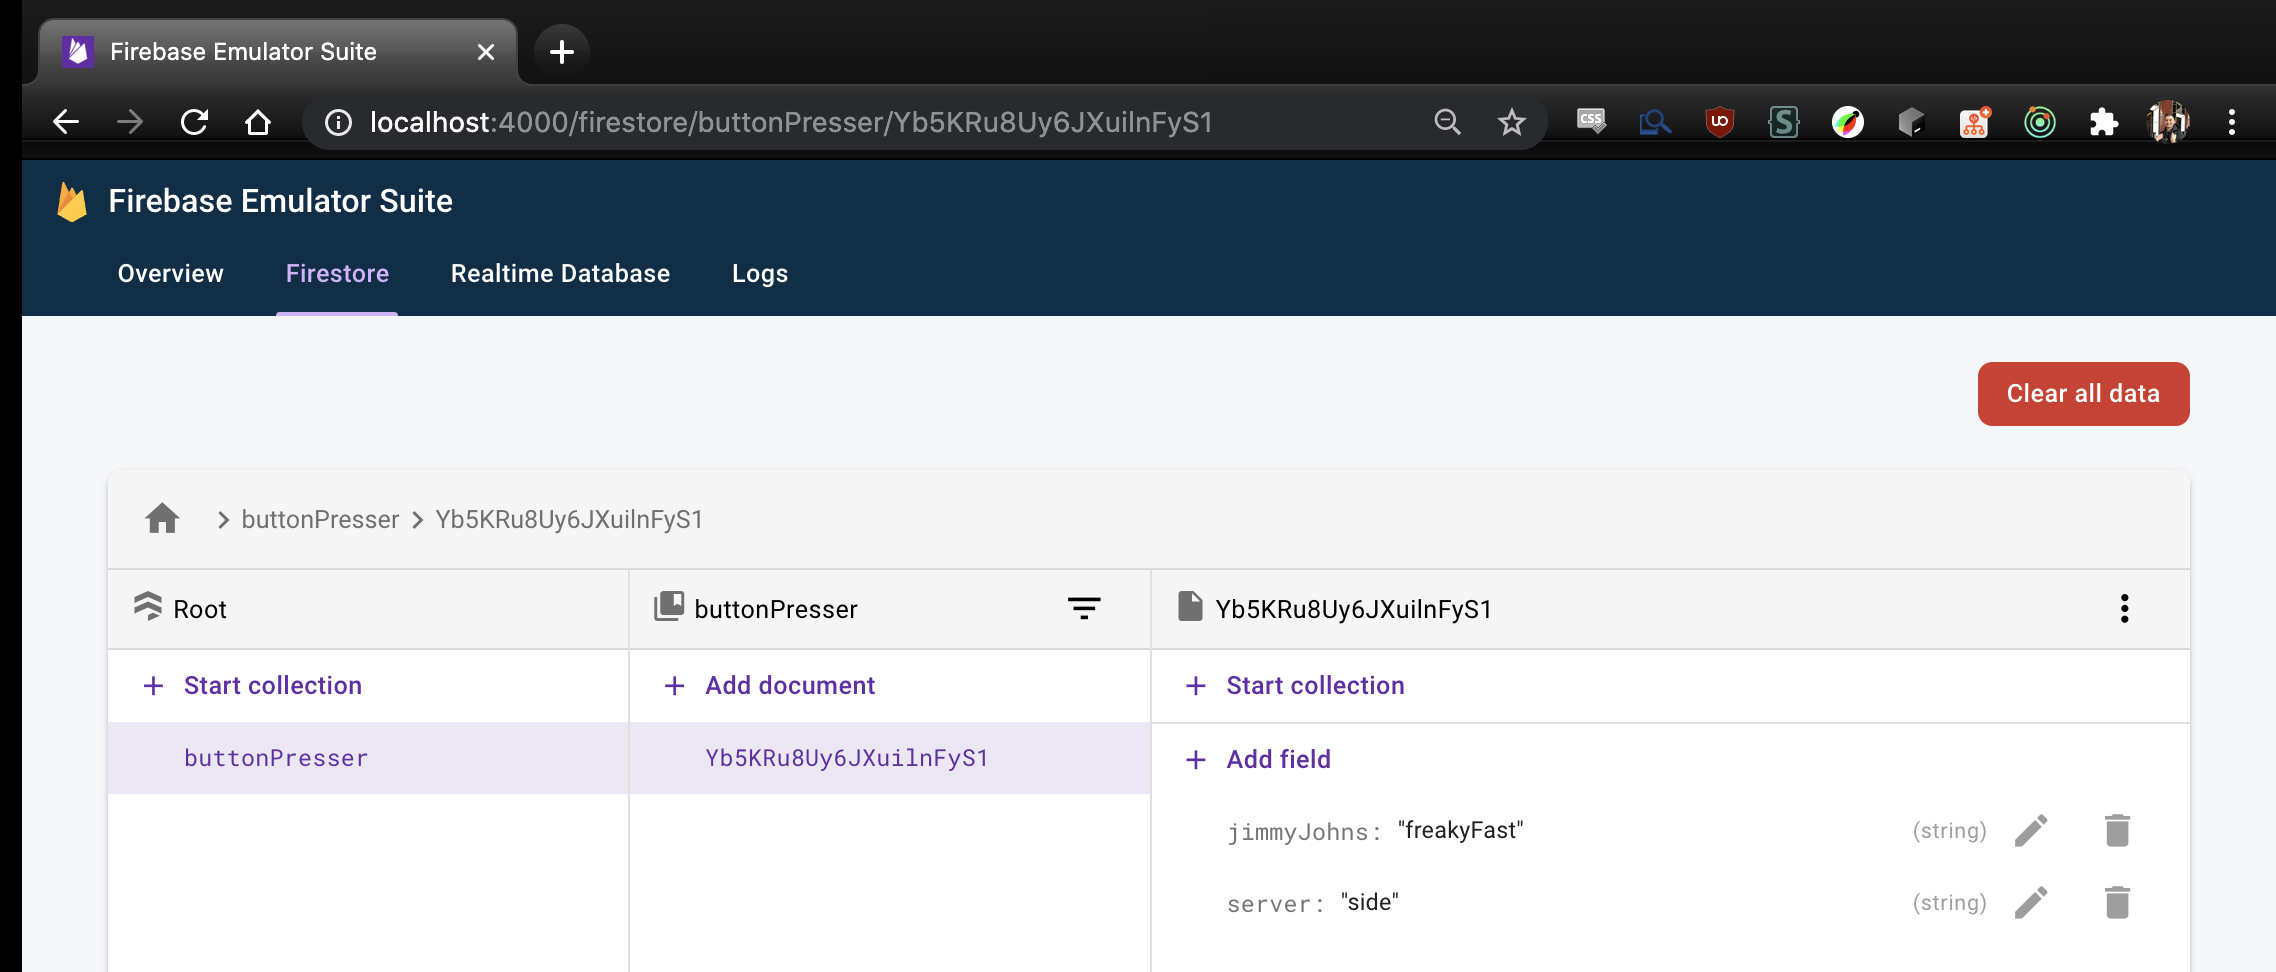 Firebase Emulator Suite
localhost:4000/firestore/buttonPresser/Yb5KRu8Uy6JXuilnFyS1
CSS
UD
S
Firebase Emulator Suite
Overview Firestore Realtime Database Logs
Clear all data
buttonPresser Yb5KRu8Uy6JXuilnFyS1
Root buttonPresser Yb5KRu8Uy6JXuilnFyS1
+ Start collection + Add document + Start collection
buttonPresser Yb5KRu8Uy6JXuilnFyS1 + Add field
jimmyJohns: "freakyFast" (string)
server: "side" (string)